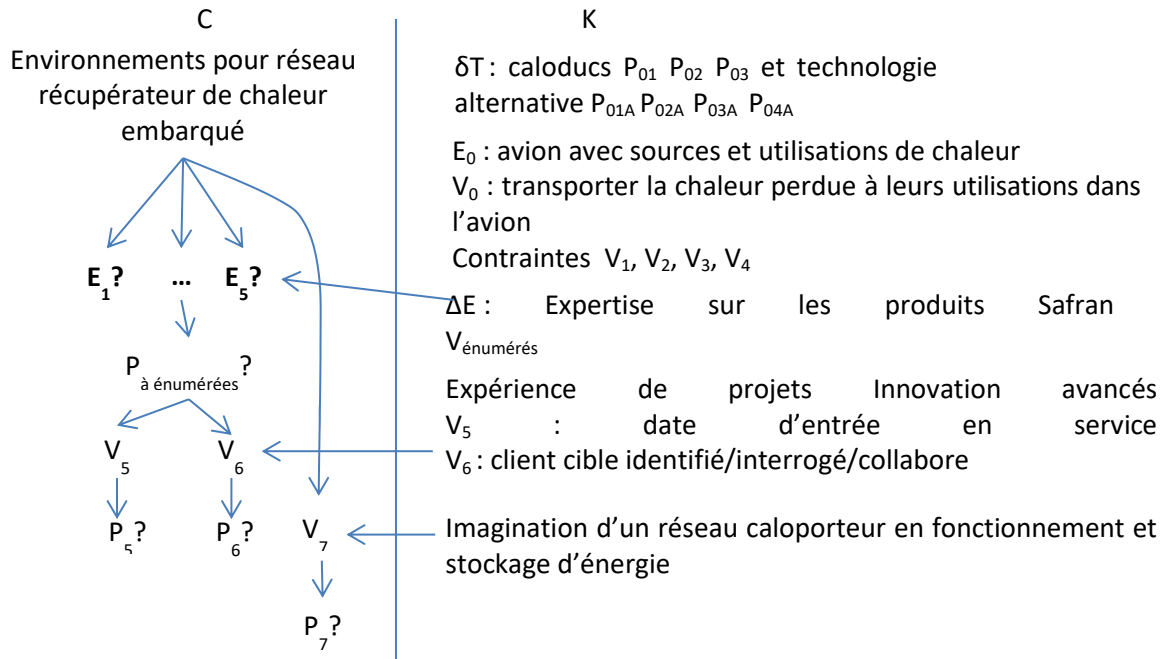 C
Environnements pour réseau
récupérateur de chaleur
embarqué
E₁? ... E₅?
P à énumérées ?
V₅ V₆
P₅? P₆? V₇
P₇?
K
δT : caloducs P₀₁ P₀₂ P₀₃ et technologie
alternative P₀₁A P₀₂A P₀₃A P₀₄A
E₀ : avion avec sources et utilisations de chaleur
V₀ : transporter la chaleur perdue à leurs utilisations dans
l’avion
Contraintes V₁, V₂, V₃, V₄
ΔE : Expertise sur les produits Safran
Vénumérés
Expérience de projets Innovation avancés
V₅ : date d’entrée en service
V₆ : client cible identifié/interrogé/collabore
Imagination d’un réseau caloporteur en fonctionnement et
stockage d’énergie